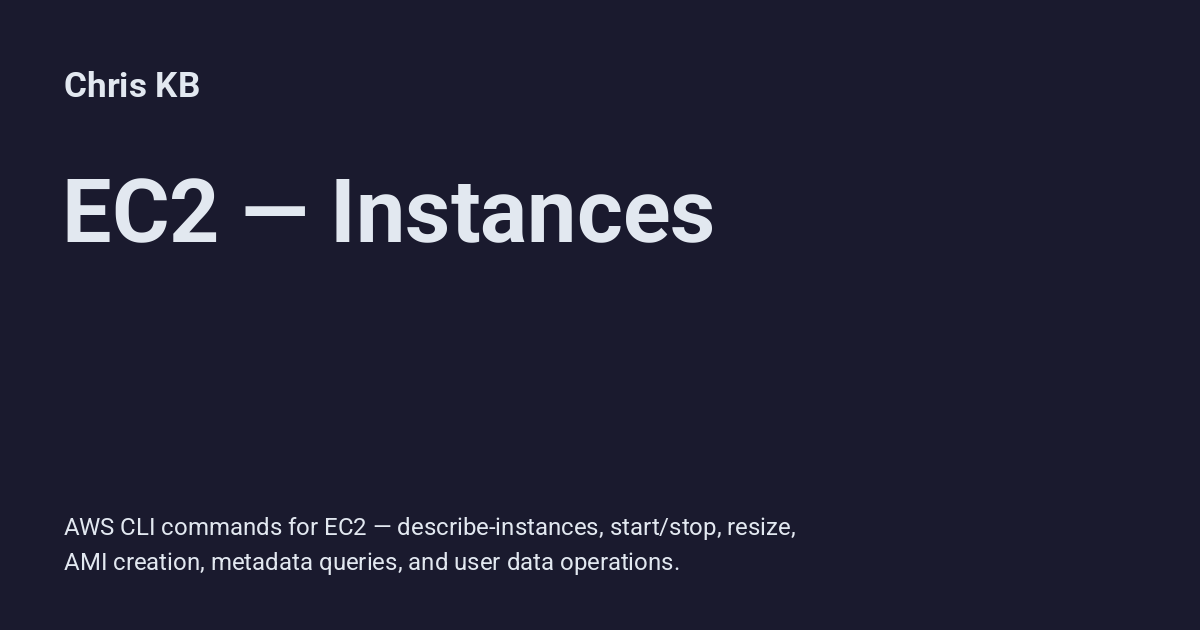 Chris KB
EC2 — Instances
AWS CLI commands for EC2 — describe-instances, start/stop, resize,
AMI creation, metadata queries, and user data operations.